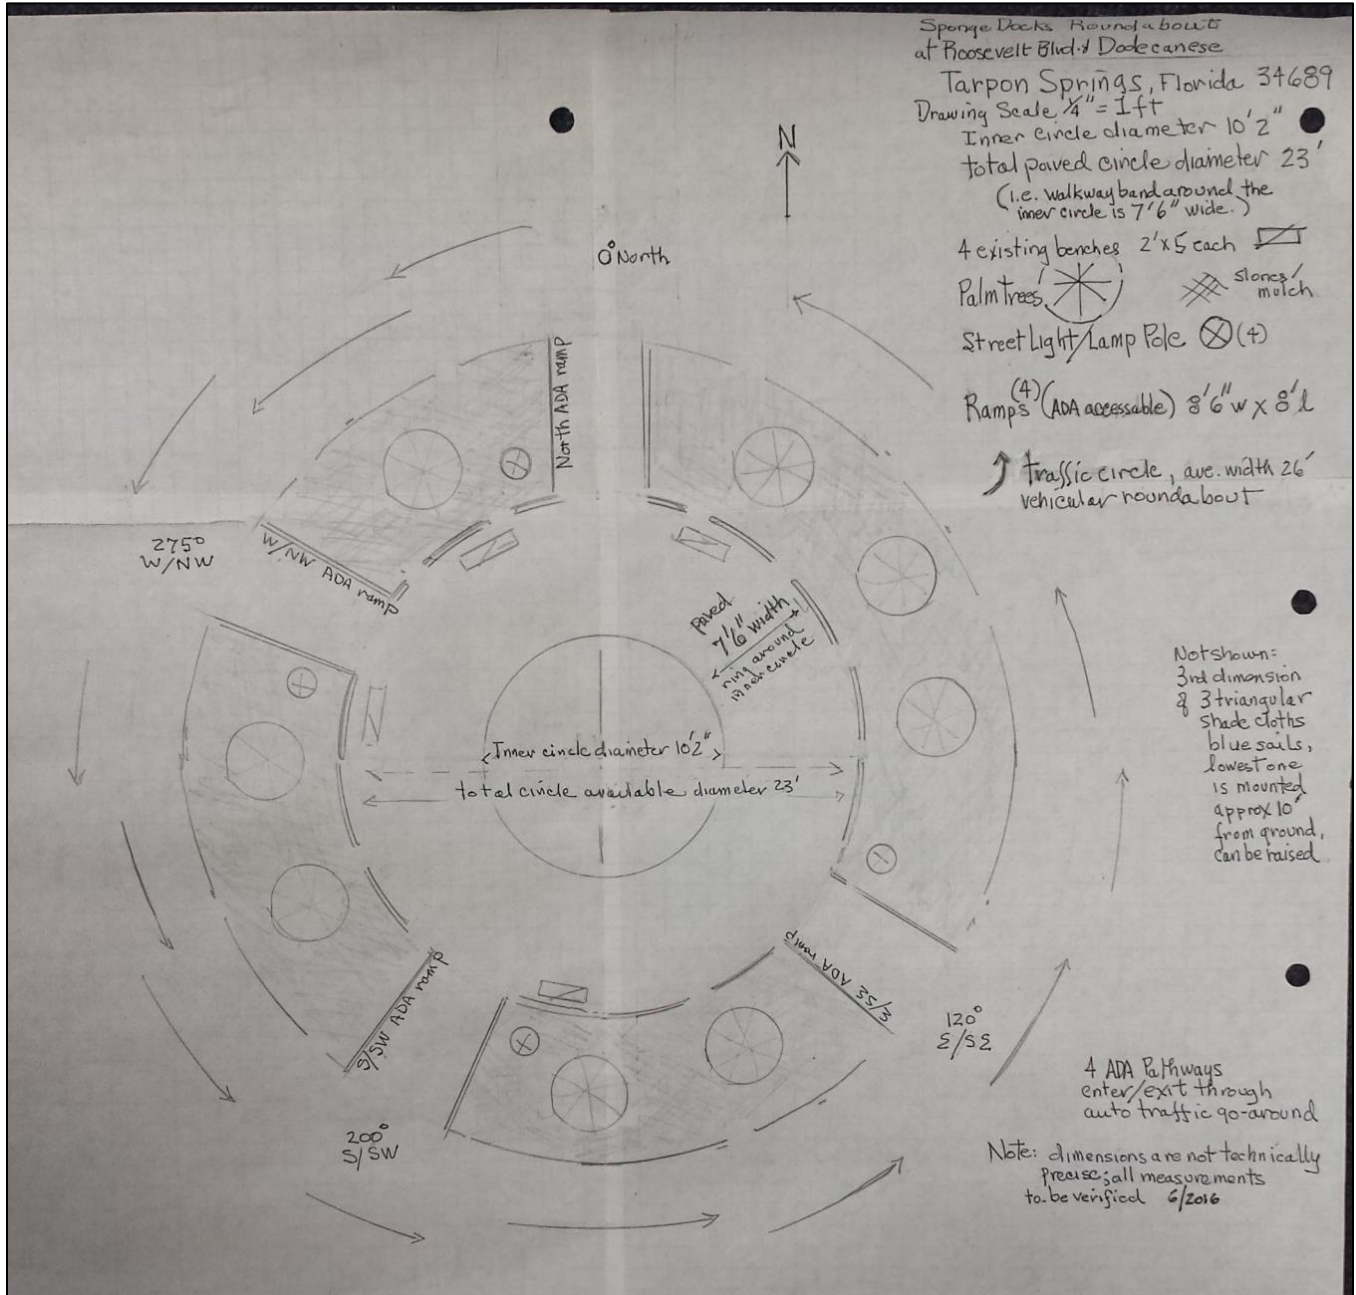 Sponge Docks Roundabout
at Roosevelt Blvd. & Dodecanese
Tarpon Springs, Florida 34689
Drawing Scale 1/4" = 1 ft
Inner circle diameter 10'2"
total paved circle diameter 23'
(i.e. walkway band around the
inner circle is 7'6" wide.)
4 existing benches 2'x5' each
Palm Trees
stones/
mulch
Street Light/Lamp Pole (4)
Ramps (4) (ADA accessable) 8'6" w x 8' l
traffic circle, ave. width 26'
vehicular roundabout
N
0° North
North ADA ramp
275°
W/NW
W/NW ADA ramp
paved
7'6" width
ring around
inner circle
Inner circle diameter 10'2"
total circle available diameter 23'
Not shown:
3rd dimension
& 3 triangular
shade cloths
blue sails,
lowest one
is mounted
approx 10'
from ground,
can be raised
S/SW ADA ramp
E/SE ADA ramp
120°
E/SE
200°
S/SW
4 ADA Pathways
enter/exit through
auto traffic go-around
Note: dimensions are not technically
precise; all measurements
to be verified 6/2016